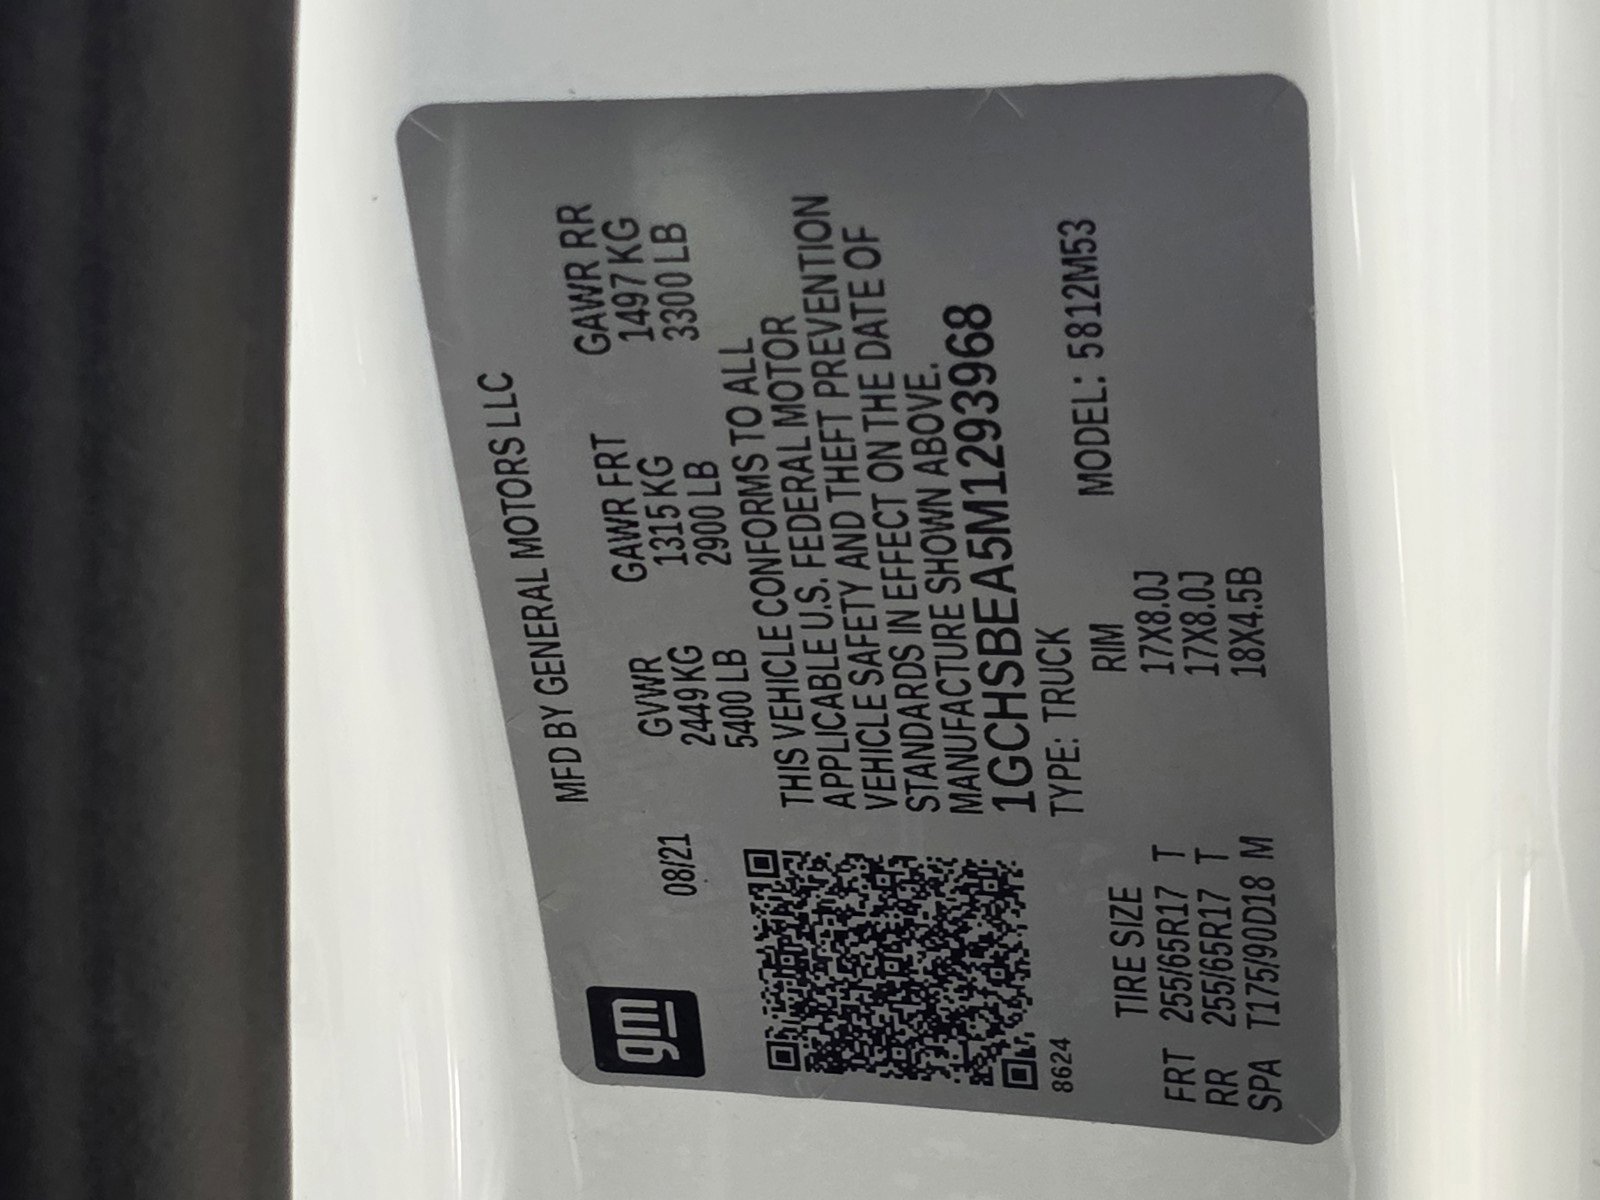 gm
MFD BY GENERAL MOTORS LLC
08/21
GVWR GAWR FRT GAWR RR
2449 KG 1315 KG 1497 KG
5400 LB 2900 LB 3300 LB
THIS VEHICLE CONFORMS TO ALL
APPLICABLE U.S. FEDERAL MOTOR
VEHICLE SAFETY AND THEFT PREVENTION
STANDARDS IN EFFECT ON THE DATE OF
MANUFACTURE SHOWN ABOVE.
1GCHSBEA5M1293968
8624
TYPE: TRUCK MODEL: 5812M53
TIRE SIZE RIM
FRT 255/65R17 T 17X8.0J
RR 255/65R17 T 17X8.0J
SPA T175/90D18 M 18X4.5B